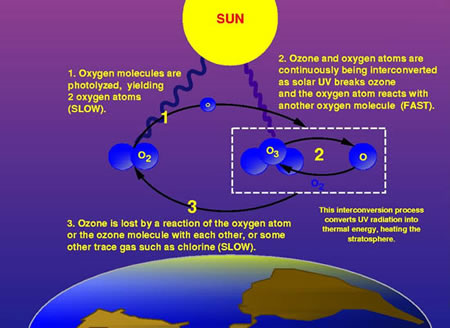 SUN
1. Oxygen molecules are
photolyzed, yielding
2 oxygen atoms
(SLOW).
2. Ozone and oxygen atoms are
continuously being interconverted
as solar UV breaks ozone
and the oxygen atom reacts with
another oxygen molecule (FAST).
O
1
O2
O3
2
O
O2
3
3. Ozone is lost by a reaction of the oxygen atom
or the ozone molecule with each other, or some
other trace gas such as chlorine (SLOW).
This interconversion process
converts UV radiation into
thermal energy, heating the
stratosphere.